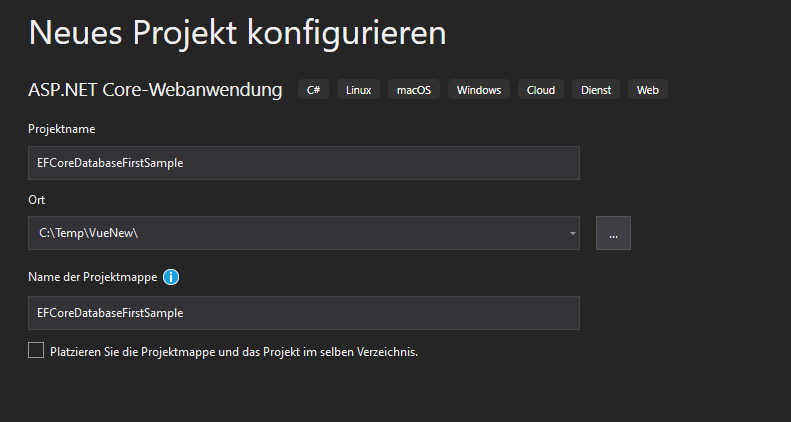 Neues Projekt konfigurieren
ASP.NET Core-Webanwendung C# Linux macOS Windows Cloud Dienst Web
Projektname
EFCoreDatabaseFirstSample
Ort
C:\Temp\VueNew\
...
Name der Projektmappe i
EFCoreDatabaseFirstSample
Platzieren Sie die Projektmappe und das Projekt im selben Verzeichnis.